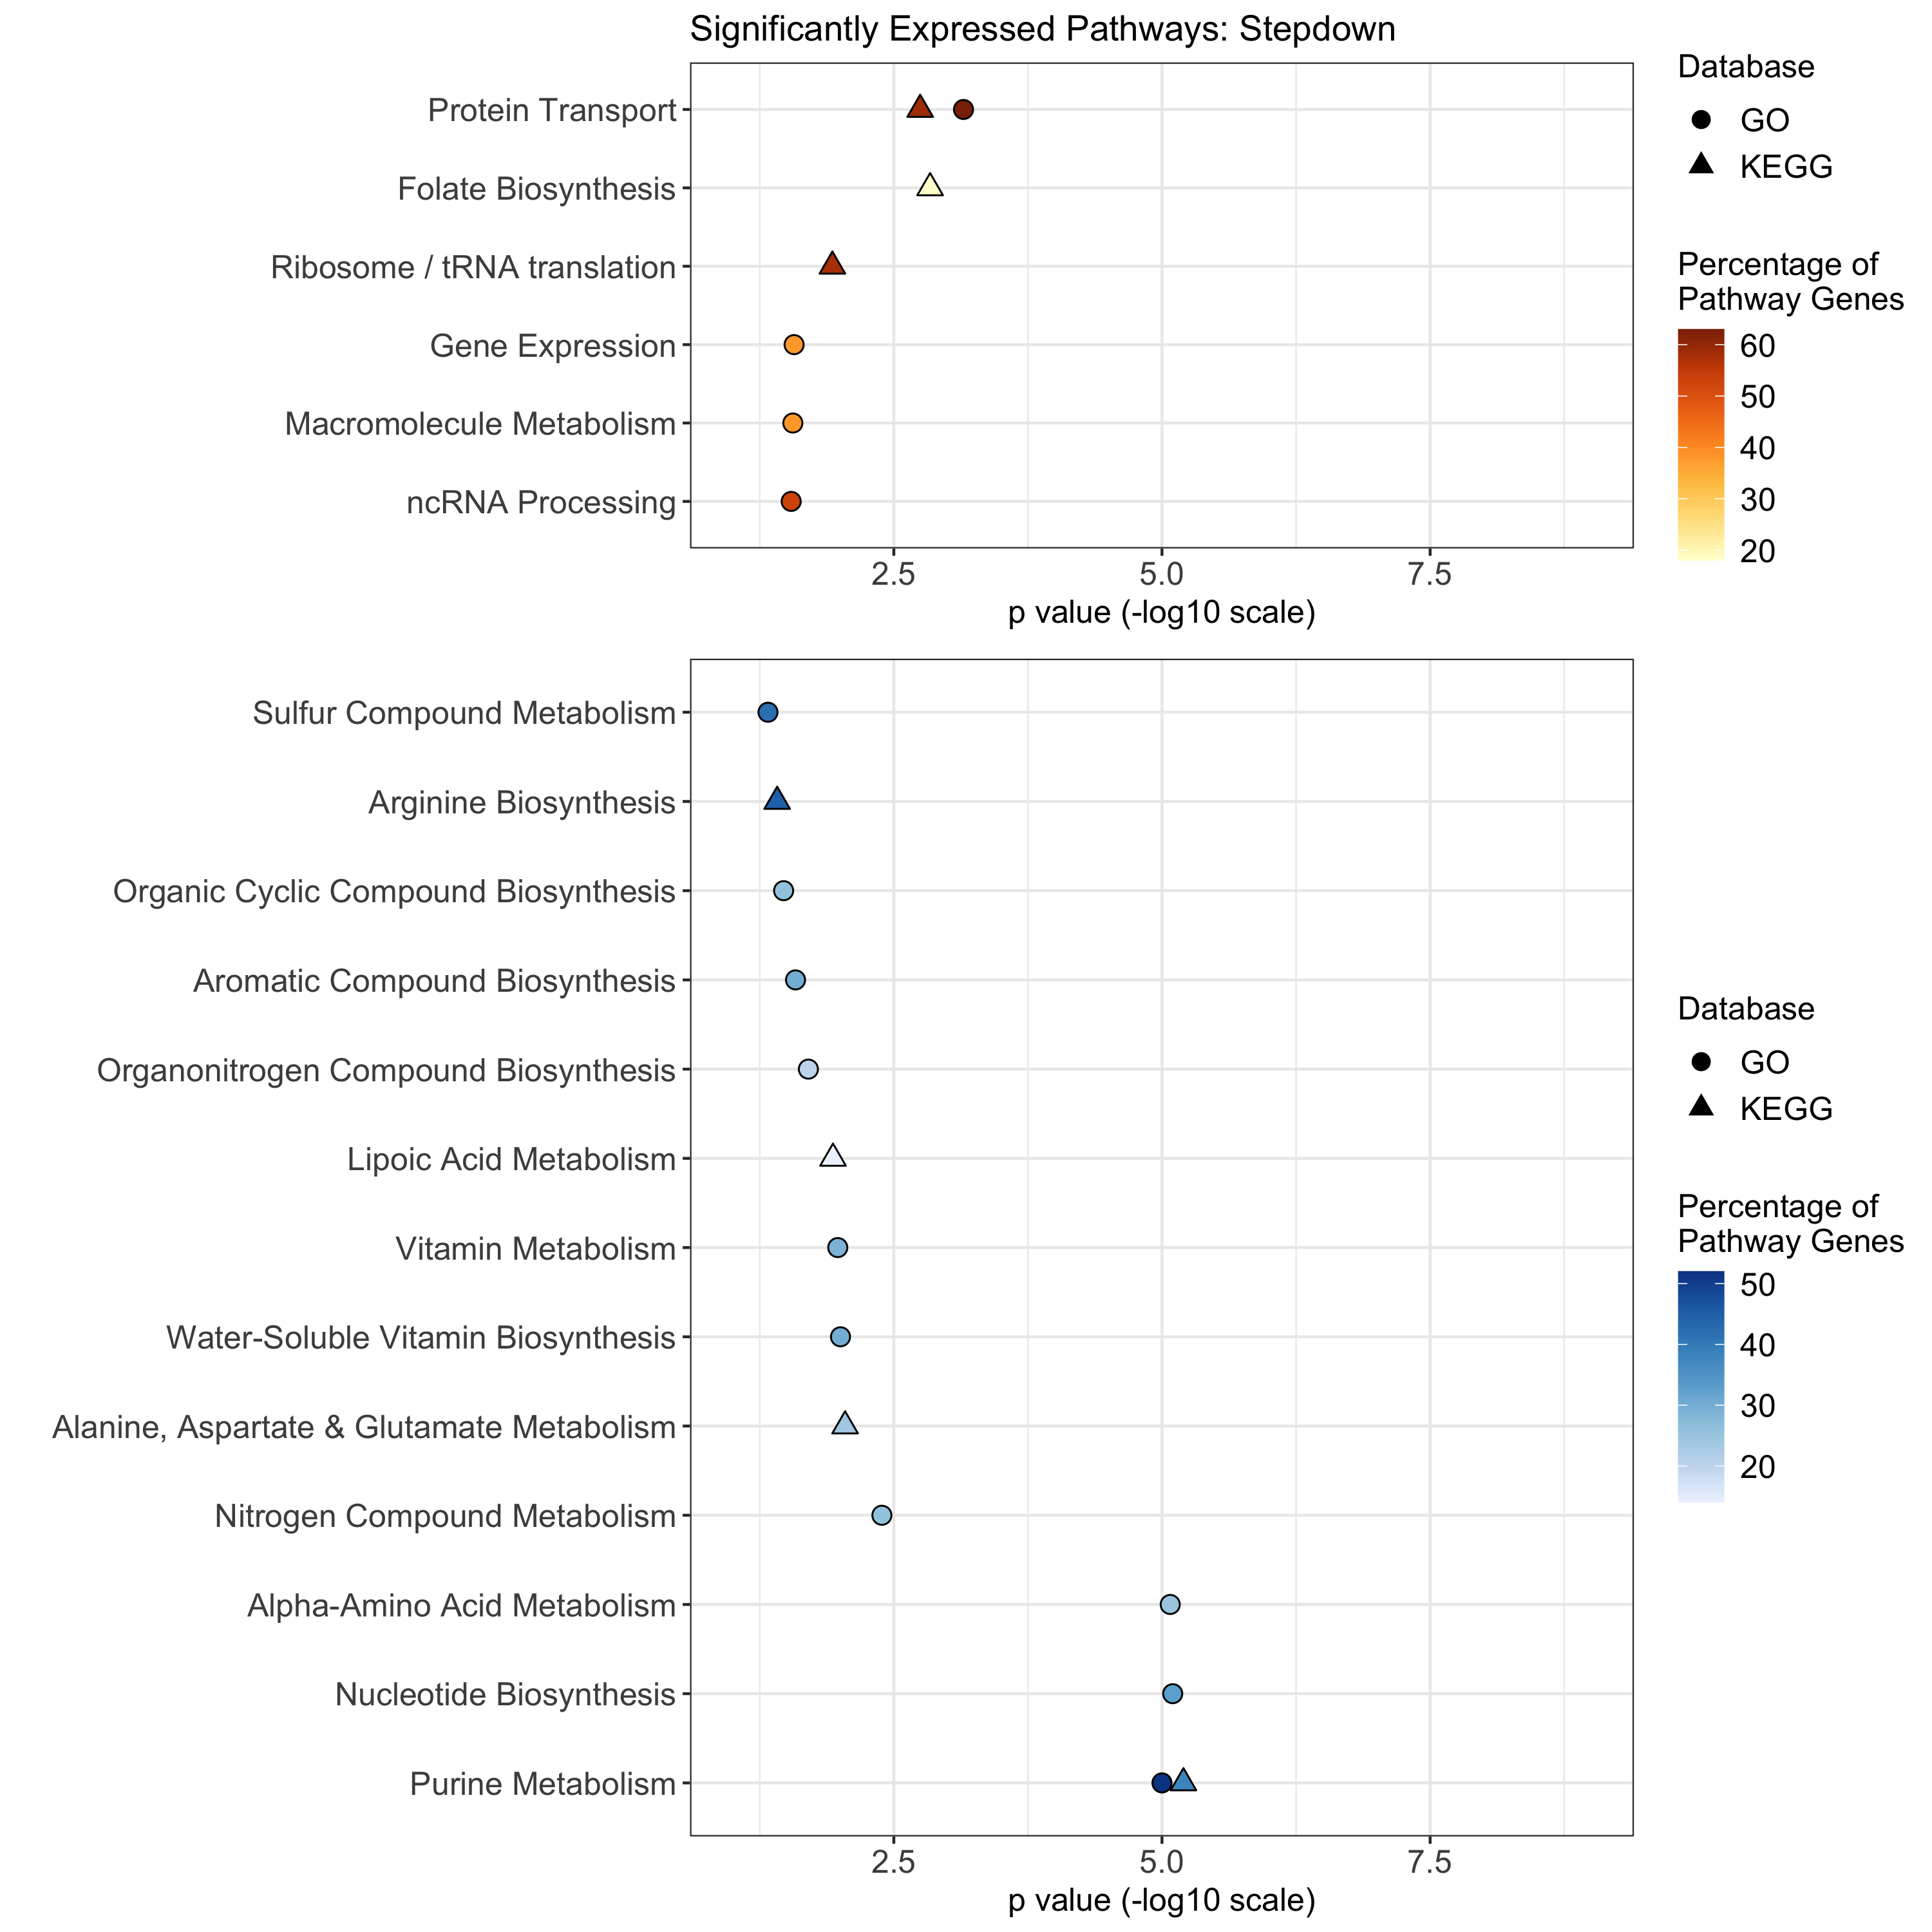 Significantly Expressed Pathways: Stepdown
Protein Transport
Folate Biosynthesis
Ribosome / tRNA translation
Gene Expression
Macromolecule Metabolism
ncRNA Processing
2.5
5.0
7.5
p value (-log10 scale)
Database
GO
KEGG
Percentage of
Pathway Genes
60
50
40
30
20
Sulfur Compound Metabolism
Arginine Biosynthesis
Organic Cyclic Compound Biosynthesis
Aromatic Compound Biosynthesis
Organonitrogen Compound Biosynthesis
Lipoic Acid Metabolism
Vitamin Metabolism
Water-Soluble Vitamin Biosynthesis
Alanine, Aspartate & Glutamate Metabolism
Nitrogen Compound Metabolism
Alpha-Amino Acid Metabolism
Nucleotide Biosynthesis
Purine Metabolism
2.5
5.0
7.5
p value (-log10 scale)
Database
GO
KEGG
Percentage of
Pathway Genes
50
40
30
20